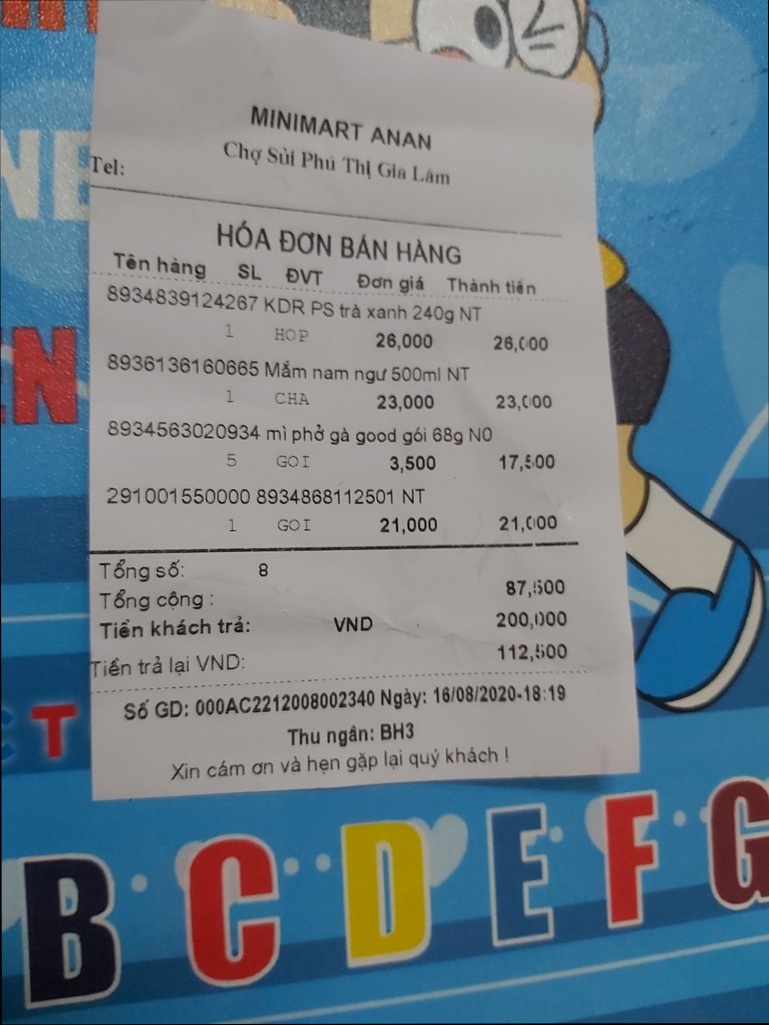 MINIMART ANAN
Chợ Sủi Phú Thị Gia Lâm
Tel:
HÓA ĐƠN BÁN HÀNG
Tên hàng SL ĐVT Đơn giá Thành tiền
8934839124267 KDR PS trà xanh 240g NT
1 HOP 26,000 26,000
8936136160665 Mắm nam ngư 500ml NT
1 CHA 23,000 23,000
8934563020934 mì phở gà good gói 68g N0
5 GOI 3,500 17,500
291001550000 8934868112501 NT
1 GOI 21,000 21,000
Tổng số: 8
Tổng cộng : 87,500
Tiền khách trả: VND 200,000
Tiền trả lại VND: 112,500
Số GD: 000AC2212008002340 Ngày: 16/08/2020-18:19
Thu ngân: BH3
Xin cám ơn và hẹn gặp lại quý khách !
B C D E F G